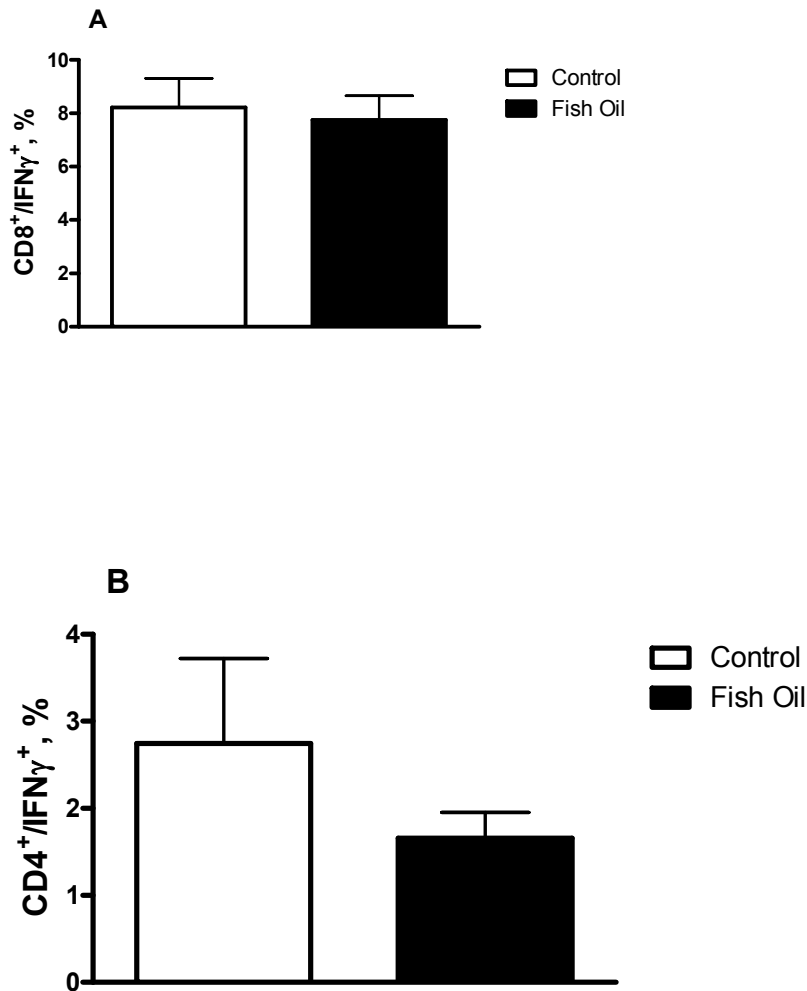 A
10
8
6
4
2
0
CD8⁺/IFNγ⁺, %
Control
Fish Oil
B
4
3
2
1
0
CD4⁺/IFNγ⁺, %
Control
Fish Oil